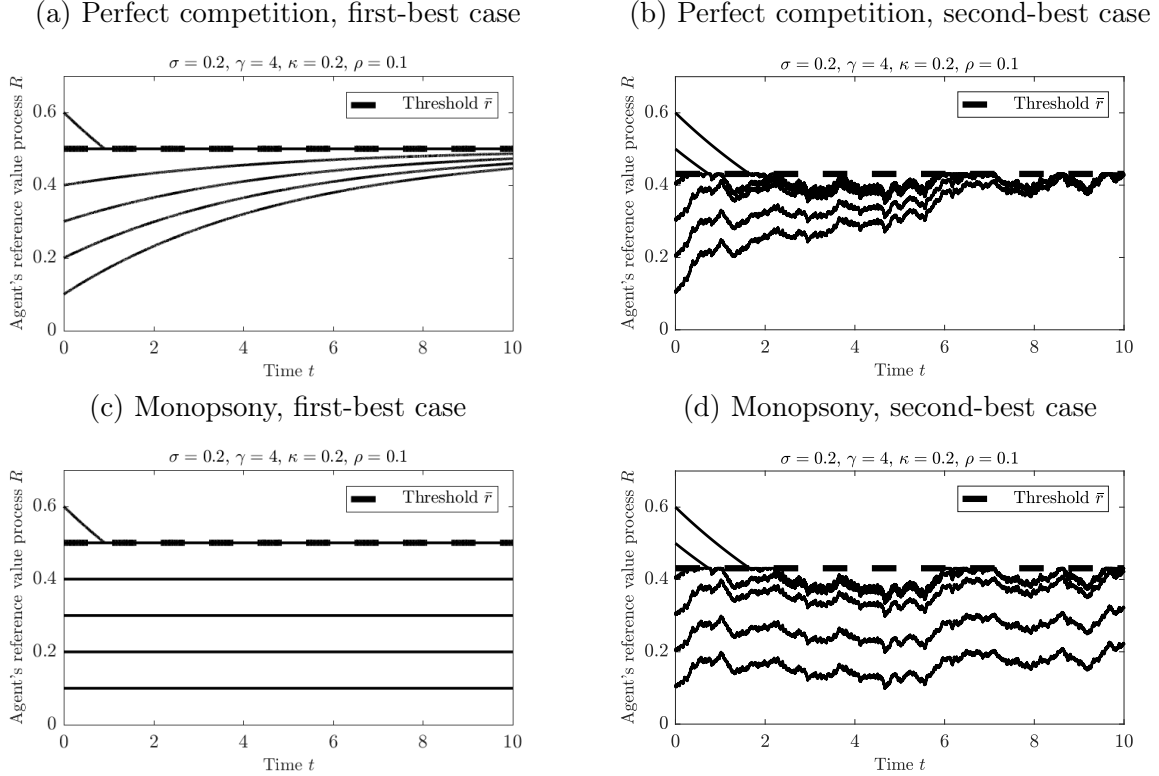 (a) Perfect competition, first-best case
σ = 0.2, γ = 4, κ = 0.2, ρ = 0.1
Agent's reference value process R
0.6
0.4
0.2
0
Threshold r̄
0 2 4 6 8 10
Time t
(b) Perfect competition, second-best case
σ = 0.2, γ = 4, κ = 0.2, ρ = 0.1
Agent's reference value process R
0.6
0.4
0.2
0
Threshold r̄
0 2 4 6 8 10
Time t
(c) Monopsony, first-best case
σ = 0.2, γ = 4, κ = 0.2, ρ = 0.1
Agent's reference value process R
0.6
0.4
0.2
0
Threshold r̄
0 2 4 6 8 10
Time t
(d) Monopsony, second-best case
σ = 0.2, γ = 4, κ = 0.2, ρ = 0.1
Agent's reference value process R
0.6
0.4
0.2
0
Threshold r̄
0 2 4 6 8 10
Time t